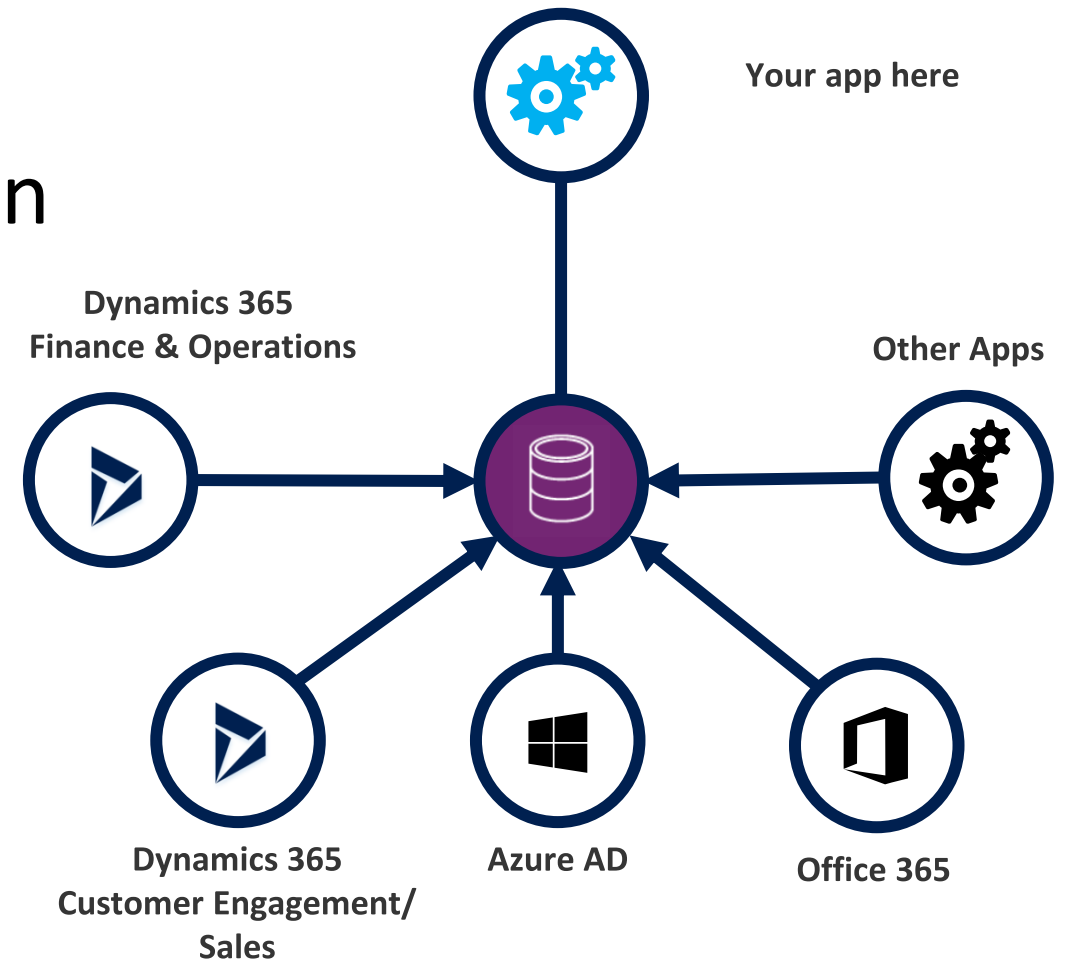 Your app here
n
Dynamics 365
Finance & Operations
Other Apps
Dynamics 365
Customer Engagement/
Sales
Azure AD
Office 365